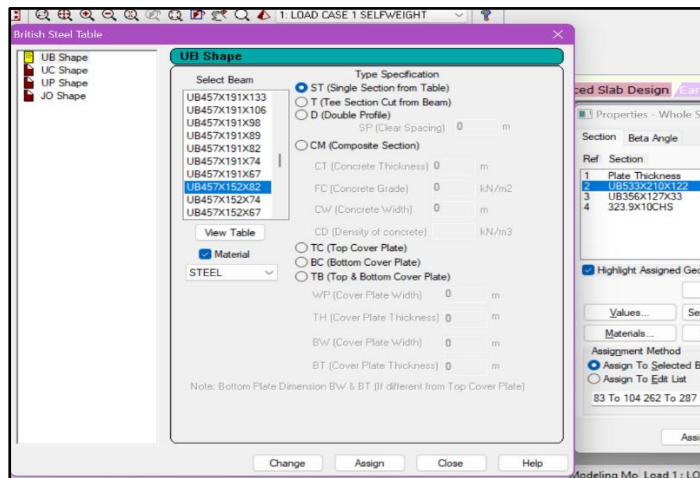 1: LOAD CASE 1 SELFWEIGHT
British Steel Table
UB Shape
UC Shape
UP Shape
JO Shape
UB Shape
Select Beam
UB457X191X133
UB457X191X106
UB457X191X98
UB457X191X89
UB457X191X82
UB457X191X74
UB457X191X67
UB457X152X82
UB457X152X74
UB457X152X67
View Table
Material
STEEL
Type Specification
ST (Single Section from Table)
T (Tee Section Cut from Beam)
D (Double Profile)
SP (Clear Spacing) 0 m
CM (Composite Section)
CT (Concrete Thickness) 0 m
FC (Concrete Grade) 0 kN/m2
CW (Concrete Width) 0 m
CD (Density of concrete) kN/m3
TC (Top Cover Plate)
BC (Bottom Cover Plate)
TB (Top & Bottom Cover Plate)
WP (Cover Plate Width) 0 m
TH (Cover Plate Thickness) 0 m
BW (Cover Plate Width) 0 m
BT (Cover Plate Thickness) 0 m
Note: Bottom Plate Dimension BW & BT (If different from Top Cover Plate)
Change Assign Close Help
ced Slab Design Ear
Properties - Whole S
Section Beta Angle
Ref Section
1 Plate Thickness
2 UB533X210X122
3 UB356X127X33
4 323.9X10CHS
Highlight Assigned Geo
Values... Se
Materials...
Assignment Method
Assign To Selected B
Assign To Edit List
83 To 104 262 To 287
Assi
Modeling Mo Load 1 : LO